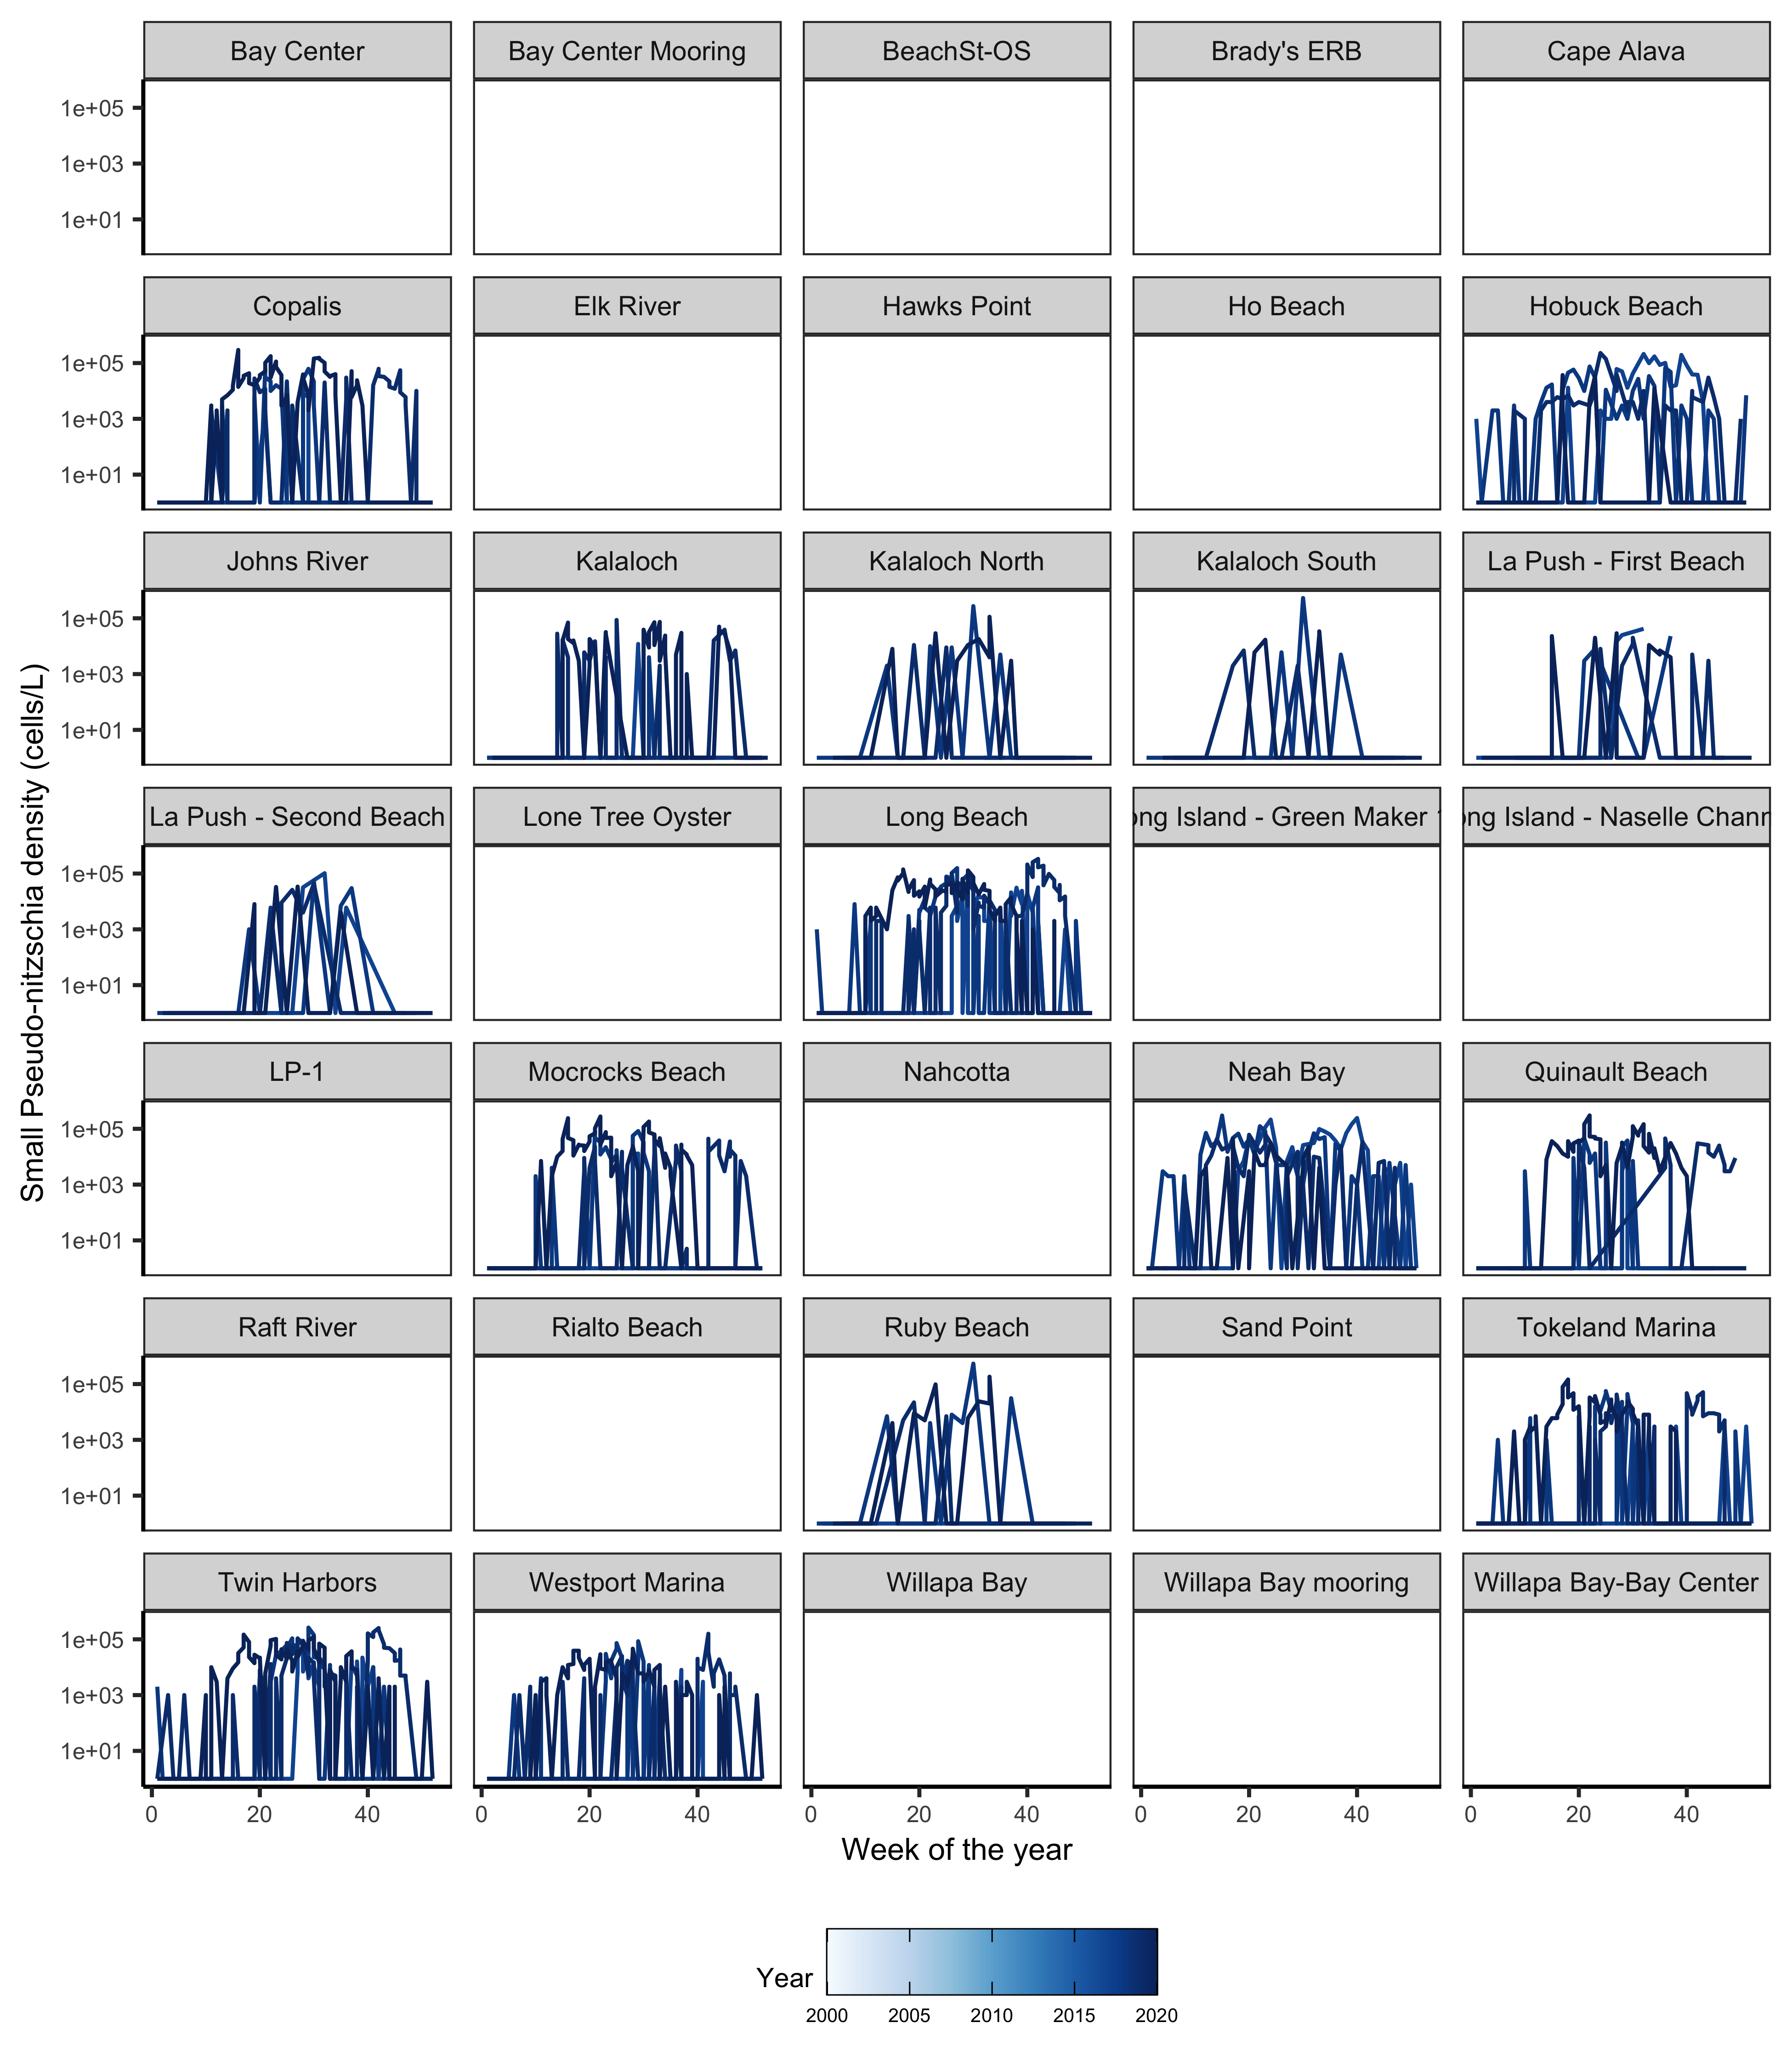 Bay Center
Bay Center Mooring
BeachSt-OS
Brady's ERB
Cape Alava
1e+05
1e+03
1e+01
Copalis
Elk River
Hawks Point
Ho Beach
Hobuck Beach
1e+05
1e+03
1e+01
Johns River
Kalaloch
Kalaloch North
Kalaloch South
La Push - First Beach
1e+05
1e+03
1e+01
La Push - Second Beach
Lone Tree Oyster
Long Beach
ong Island - Green Maker
ong Island - Naselle Chann
1e+05
1e+03
1e+01
LP-1
Mocrocks Beach
Nahcotta
Neah Bay
Quinault Beach
1e+05
1e+03
1e+01
Raft River
Rialto Beach
Ruby Beach
Sand Point
Tokeland Marina
1e+05
1e+03
1e+01
Twin Harbors
Westport Marina
Willapa Bay
Willapa Bay mooring
Willapa Bay-Bay Center
1e+05
1e+03
1e+01
0 20 40
0 20 40
0 20 40
0 20 40
0 20 40
Small Pseudo-nitzschia density (cells/L)
Week of the year
Year
2000 2005 2010 2015 2020